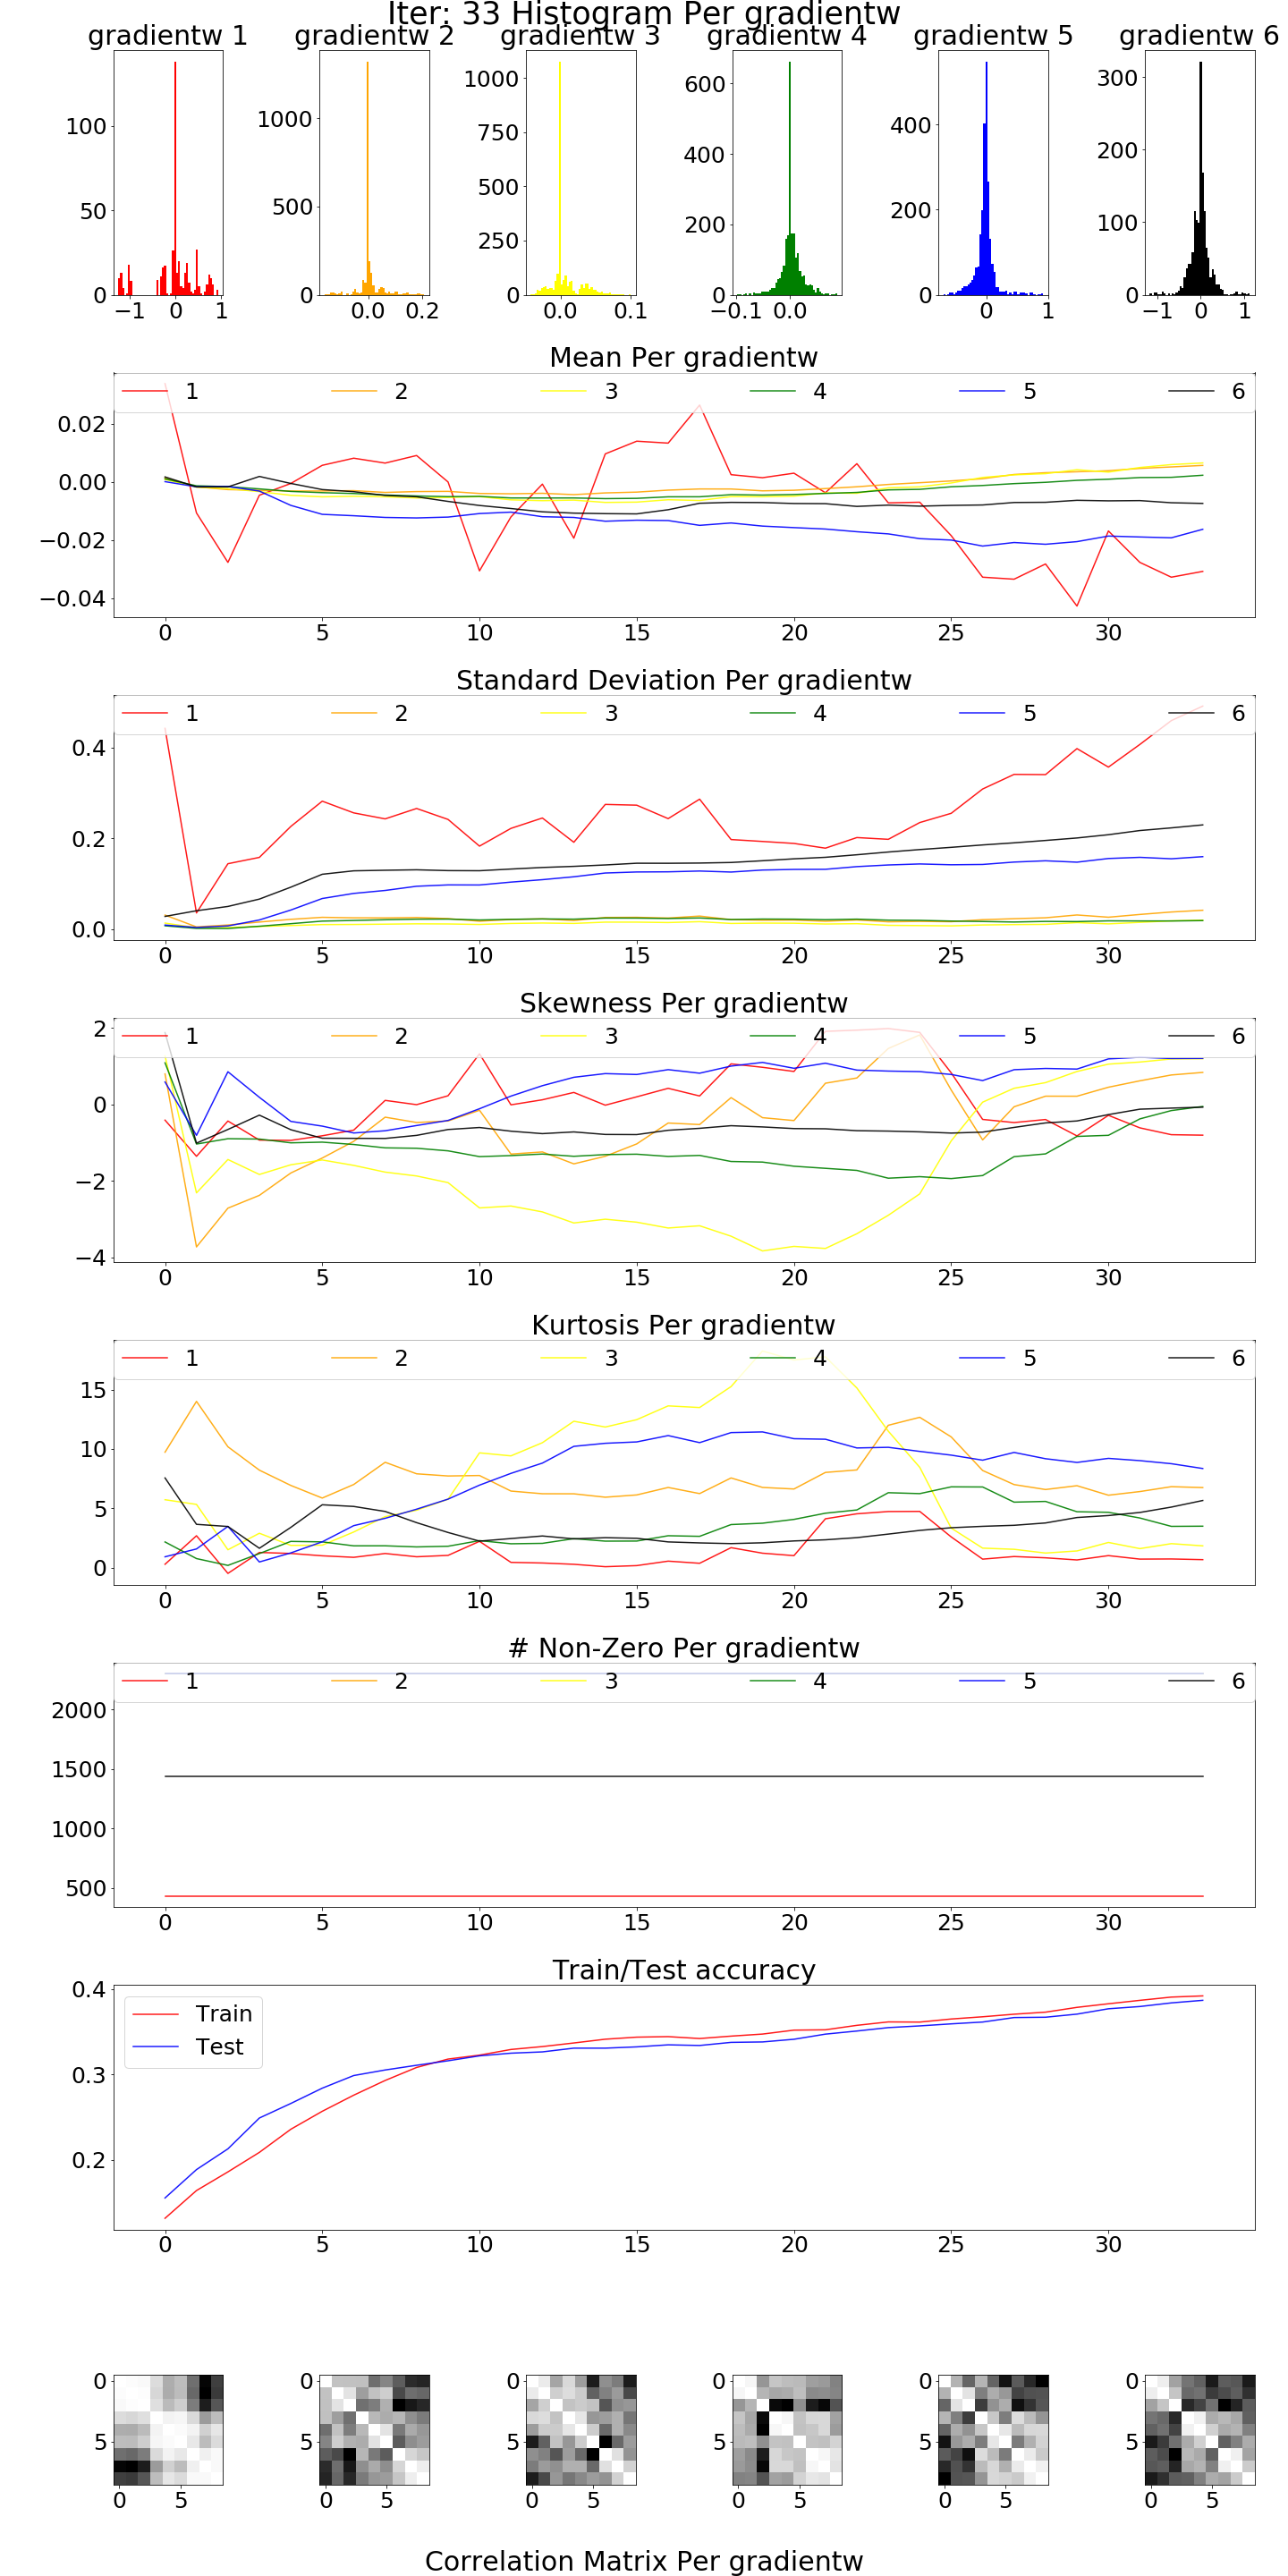 Iter: 33 Histogram Per gradientw
gradientw 1 gradientw 2 gradientw 3 gradientw 4 gradientw 5 gradientw 6
100
50
0
−1 0 1
1000
500
0
0.0 0.2
1000
750
500
250
0
0.0 0.1
600
400
200
0
−0.1 0.0
400
200
0
0 1
300
200
100
0
−1 0 1
Mean Per gradientw
1 2 3 4 5 6
0.02
0.00
−0.02
−0.04
0 5 10 15 20 25 30
Standard Deviation Per gradientw
1 2 3 4 5 6
0.4
0.2
0.0
0 5 10 15 20 25 30
Skewness Per gradientw
1 2 3 4 5 6
2
0
−2
−4
0 5 10 15 20 25 30
Kurtosis Per gradientw
1 2 3 4 5 6
15
10
5
0
0 5 10 15 20 25 30
# Non-Zero Per gradientw
1 2 3 4 5 6
2000
1500
1000
500
0 5 10 15 20 25 30
Train/Test accuracy
Train
Test
0.4
0.3
0.2
0 5 10 15 20 25 30
0 0 0 0 0 0
5 5 5 5 5 5
0 5 0 5 0 5 0 5 0 5 0 5
Correlation Matrix Per gradientw